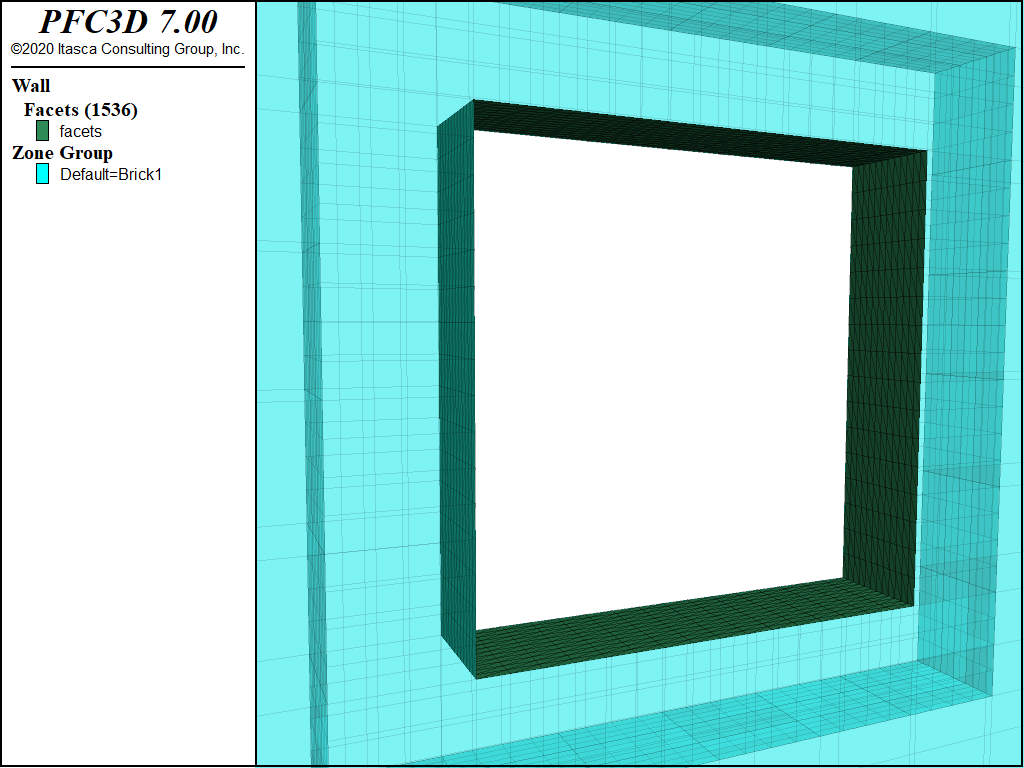 PFC3D 7.00
©2020 Itasca Consulting Group, Inc.
Wall
Facets (1536)
facets
Zone Group
Default=Brick1